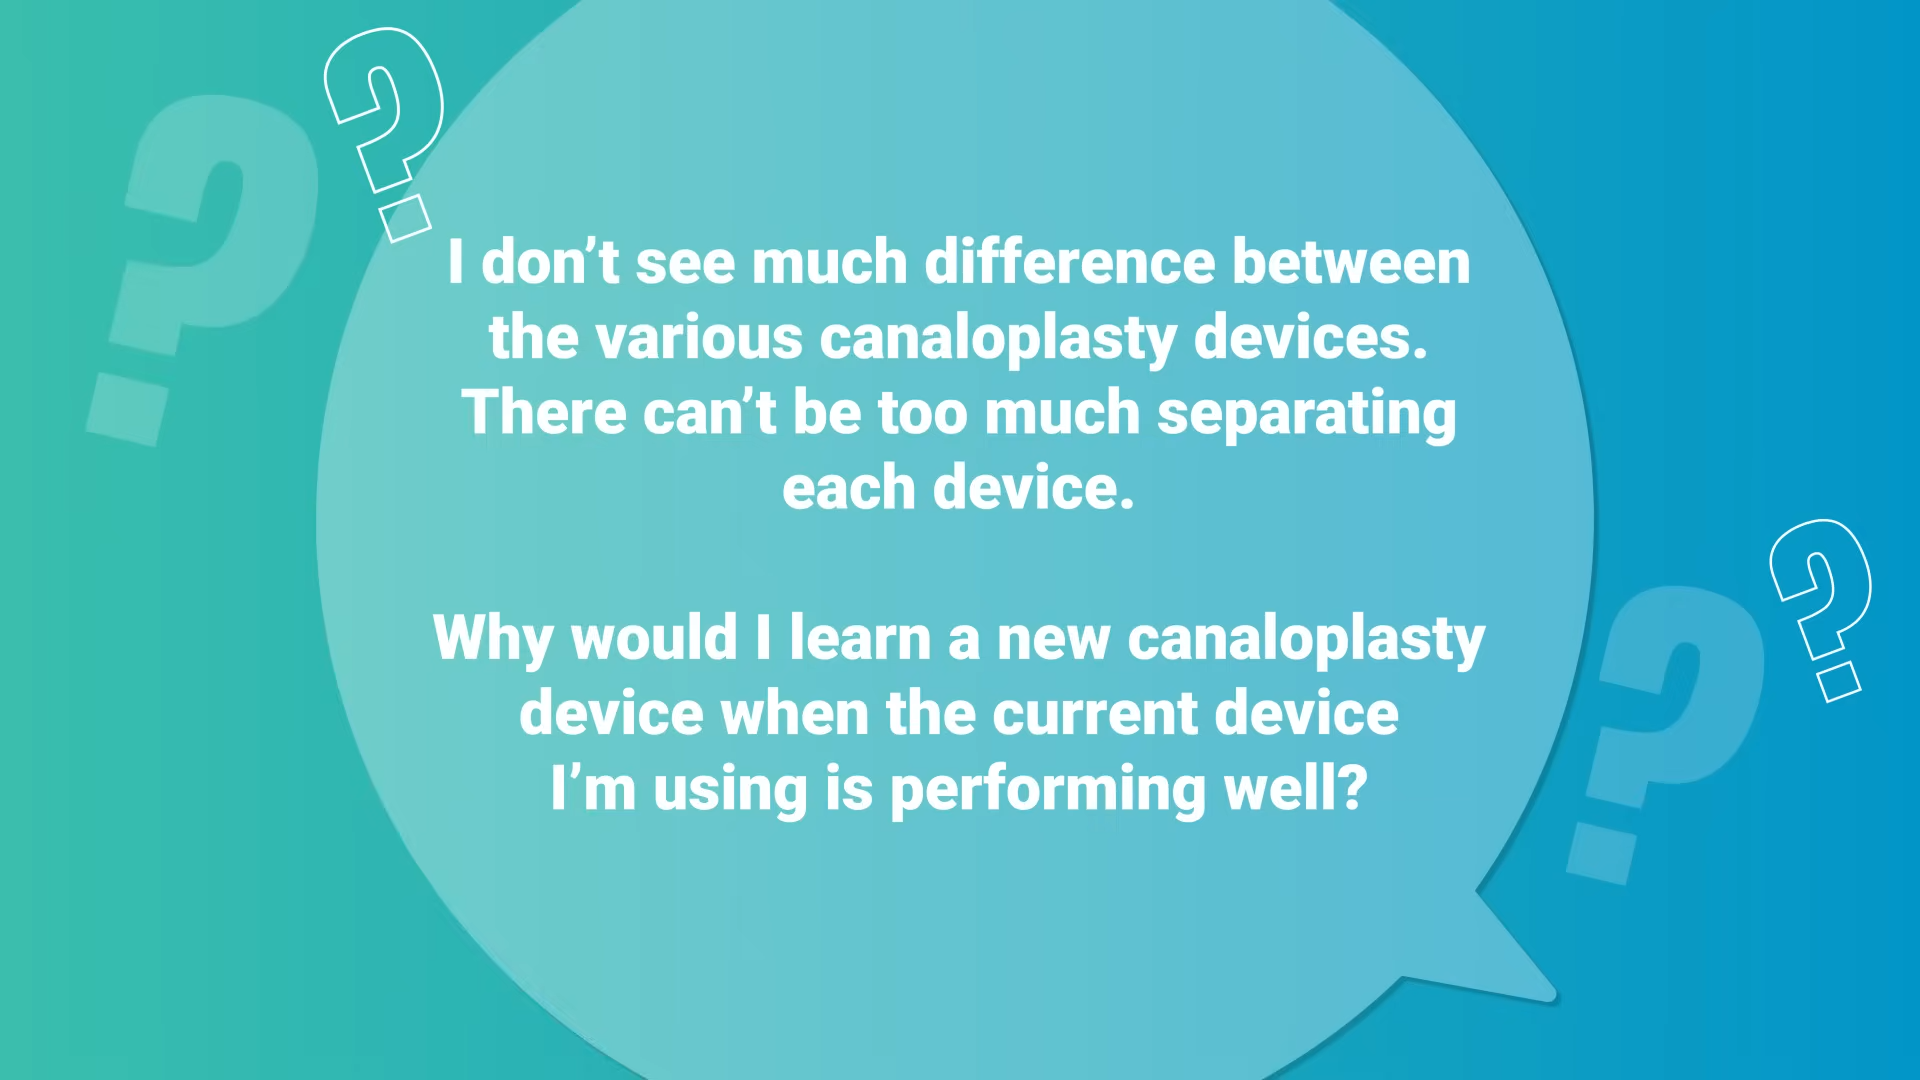 I don’t see much difference between
the various canaloplasty devices.
There can’t be too much separating
each device.
Why would I learn a new canaloplasty
device when the current device
I’m using is performing well?